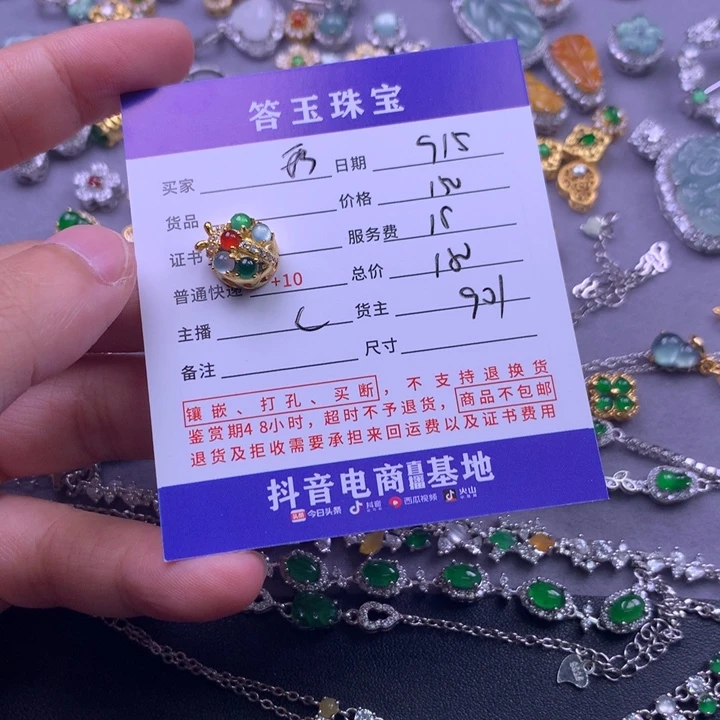 答玉珠宝
买家 日期 915
货品 价格 150
证书 服务费 15
普通快递 +10 总价 180
主播 C 货主 901
备注 尺寸
镶嵌、打孔、买断，不支持退换货
鉴赏期48小时，超时不予退货，商品不包邮
退货及拒收需要承担来回运费以及证书费用
抖音电商直播基地
头条 今日头条 抖音 西瓜视频 火山